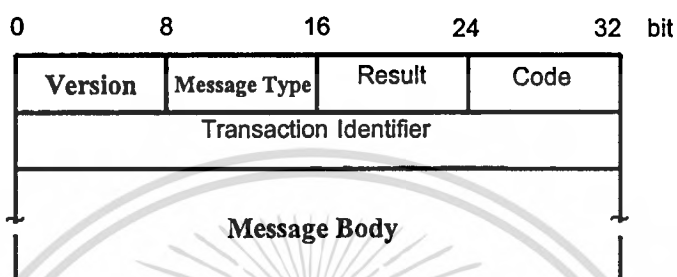 0 8 16 24 32 bit
Version Message Type Result Code
Transaction Identifier
Message Body